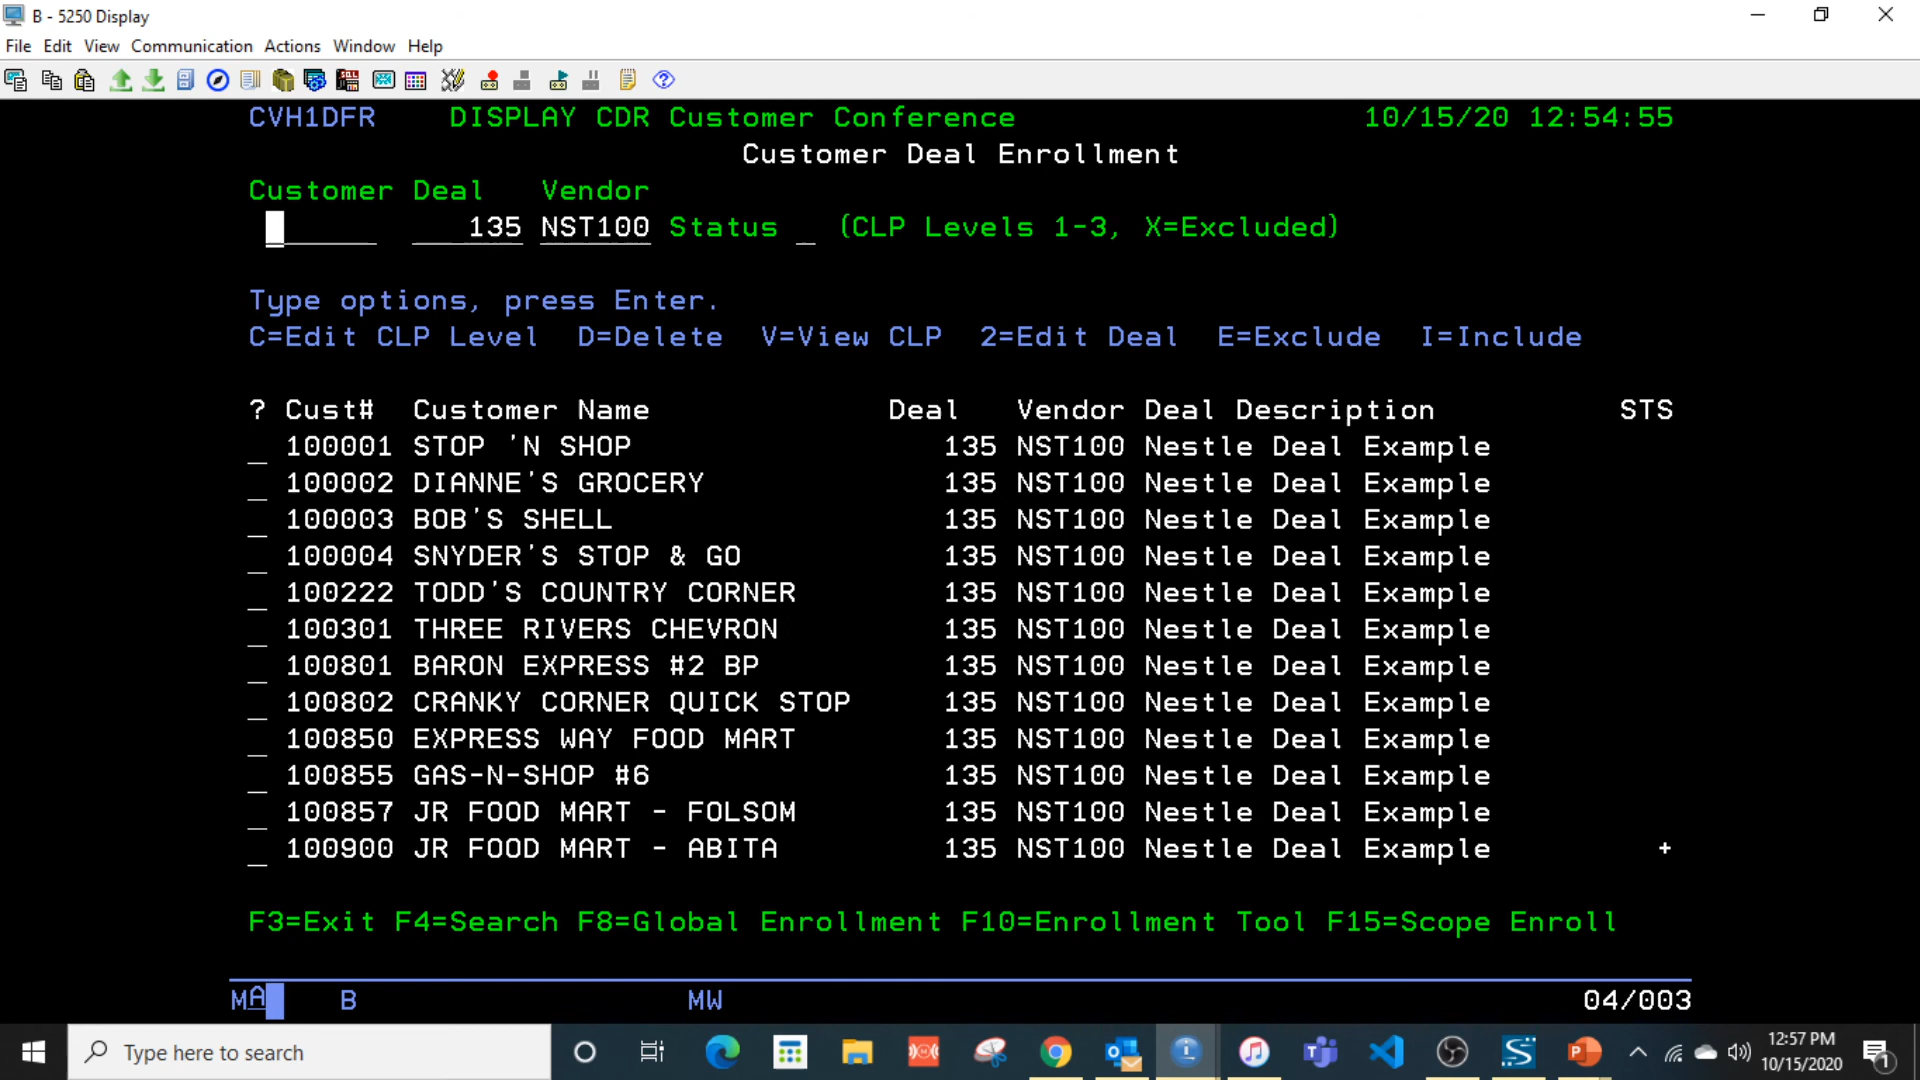 B - 5250 Display
File Edit View Communication Actions Window Help
CVH1DFR DISPLAY CDR Customer Conference 10/15/20 12:54:55
Customer Deal Enrollment
Customer Deal Vendor
135 NST100 Status _ (CLP Levels 1-3, X=Excluded)
Type options, press Enter.
C=Edit CLP Level D=Delete V=View CLP 2=Edit Deal E=Exclude I=Include
? Cust# Customer Name Deal Vendor Deal Description STS
_ 100001 STOP 'N SHOP 135 NST100 Nestle Deal Example
_ 100002 DIANNE'S GROCERY 135 NST100 Nestle Deal Example
_ 100003 BOB'S SHELL 135 NST100 Nestle Deal Example
_ 100004 SNYDER'S STOP & GO 135 NST100 Nestle Deal Example
_ 100222 TODD'S COUNTRY CORNER 135 NST100 Nestle Deal Example
_ 100301 THREE RIVERS CHEVRON 135 NST100 Nestle Deal Example
_ 100801 BARON EXPRESS #2 BP 135 NST100 Nestle Deal Example
_ 100802 CRANKY CORNER QUICK STOP 135 NST100 Nestle Deal Example
_ 100850 EXPRESS WAY FOOD MART 135 NST100 Nestle Deal Example
_ 100855 GAS-N-SHOP #6 135 NST100 Nestle Deal Example
_ 100857 JR FOOD MART - FOLSOM 135 NST100 Nestle Deal Example
_ 100900 JR FOOD MART - ABITA 135 NST100 Nestle Deal Example +
F3=Exit F4=Search F8=Global Enrollment F10=Enrollment Tool F15=Scope Enroll
MA B MW 04/003
Type here to search
12:57 PM
10/15/2020
1